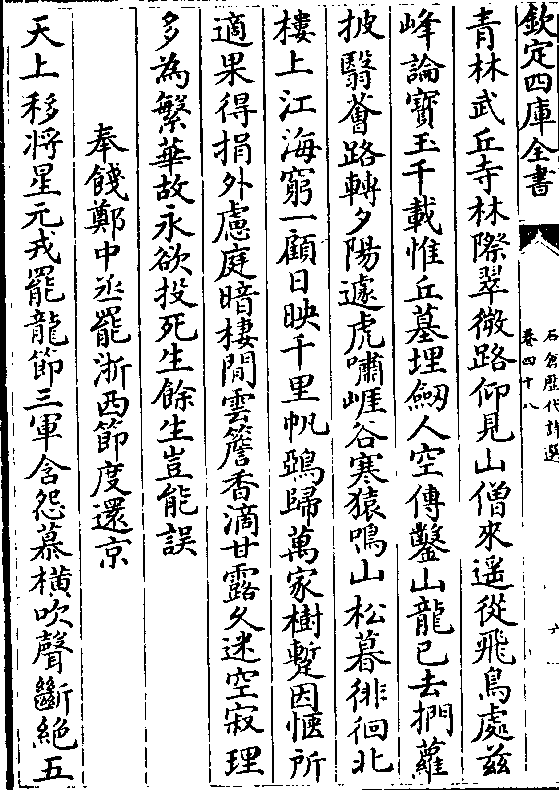 欽定四庫全書
石倉歷代詩選
卷四十八
六
青林武丘寺林際翠微路仰見山僧來遥從飛鳥處兹
峰論寳玉千載惟丘墓埋劒人空傳鑿山龍已去捫蘿
披翳薈路轉夕陽遽虎嘯崕谷寒猿鳴山松暮徘徊北
樓上江海窮一顧日映千里帆鵶歸萬家樹蹔因愜所
適果得捐外慮庭暗棲閒雲簷香滴甘露久迷空寂理
多為繁華故永欲投死生餘生豈能誤
奉餞鄭中丞罷浙西節度還京
天上移将星元戎罷龍節三軍含怨慕横吹聲斷絶五